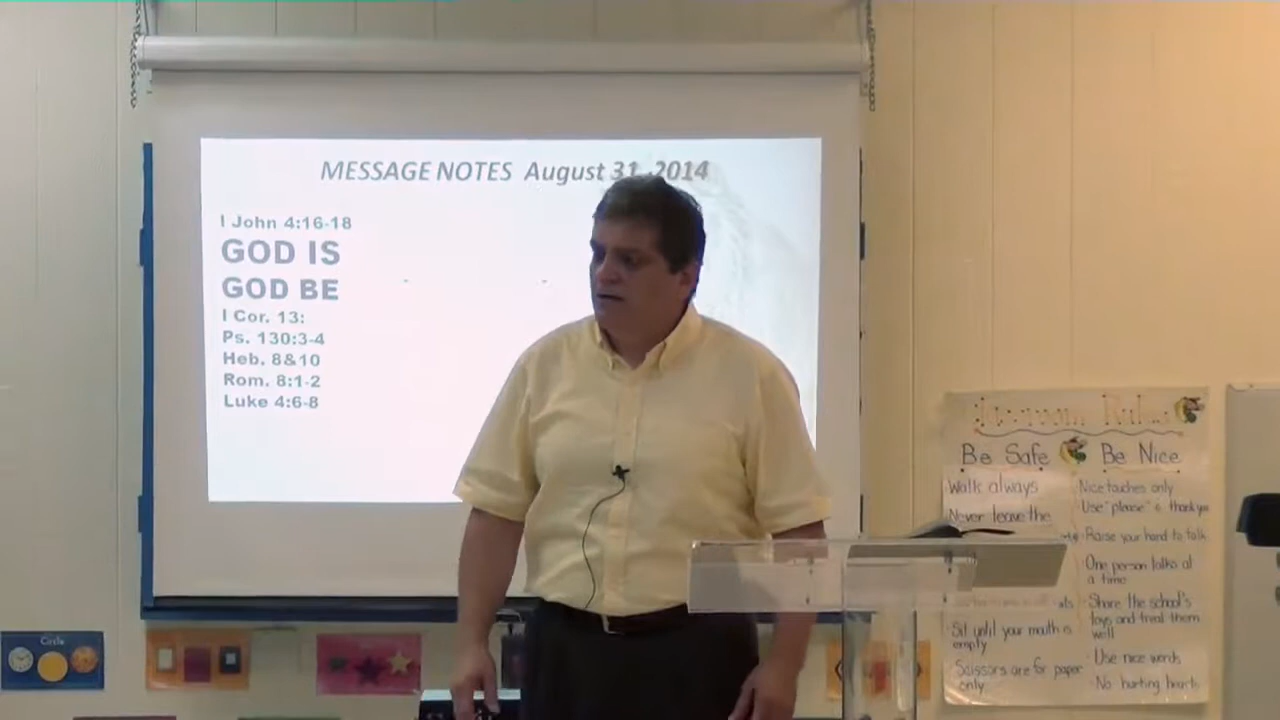 MESSAGE NOTES August 31, 2014
I John 4:16-18
GOD IS
GOD BE
I Cor. 13:
Ps. 130:3-4
Heb. 8&10
Rom. 8:1-2
Luke 4:6-8
Circle
Rules
Be Safe Be Nice
Walk always
Never leave the
Sit until your mouth is
empty
Scissors are for paper
only
Nice touches only
Use "please" & thank you
Raise your hand to talk
One person talks at
a time
Share the school's
toys and treat them
well
Use nice words
No hurting hearts